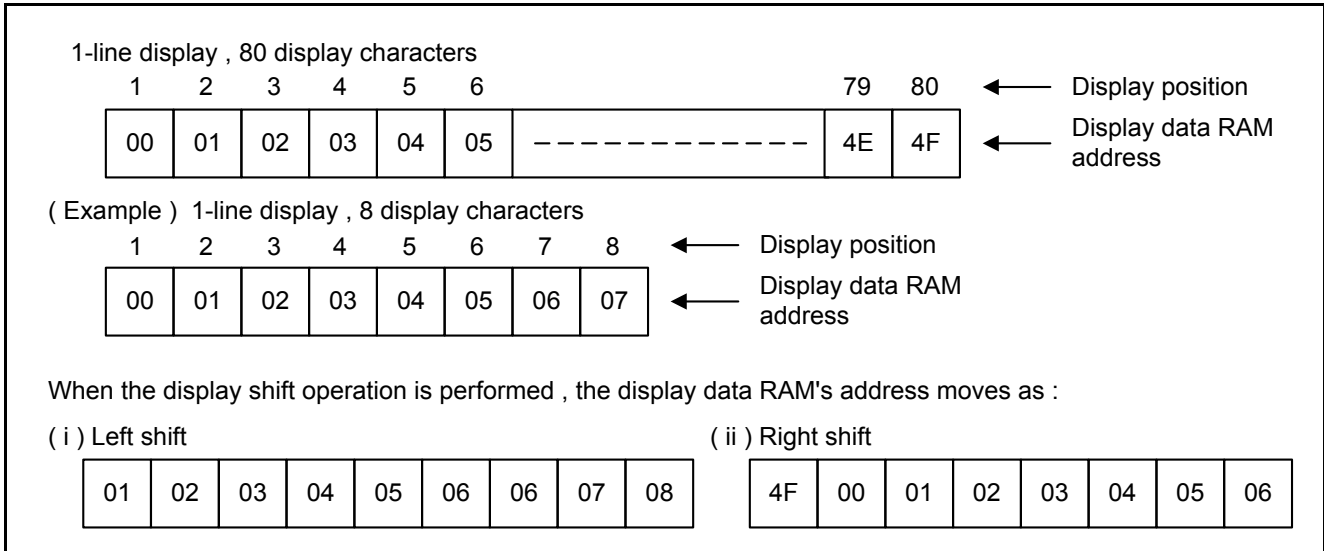 1-line display , 80 display characters
1 2 3 4 5 6 79 80 Display position
00 01 02 03 04 05 4E 4F Display data RAM address
( Example ) 1-line display , 8 display characters
1 2 3 4 5 6 7 8 Display position
00 01 02 03 04 05 06 07 Display data RAM address
When the display shift operation is performed , the display data RAM's address moves as :
( i ) Left shift ( ii ) Right shift
01 02 03 04 05 06 06 07 08 4F 00 01 02 03 04 05 06